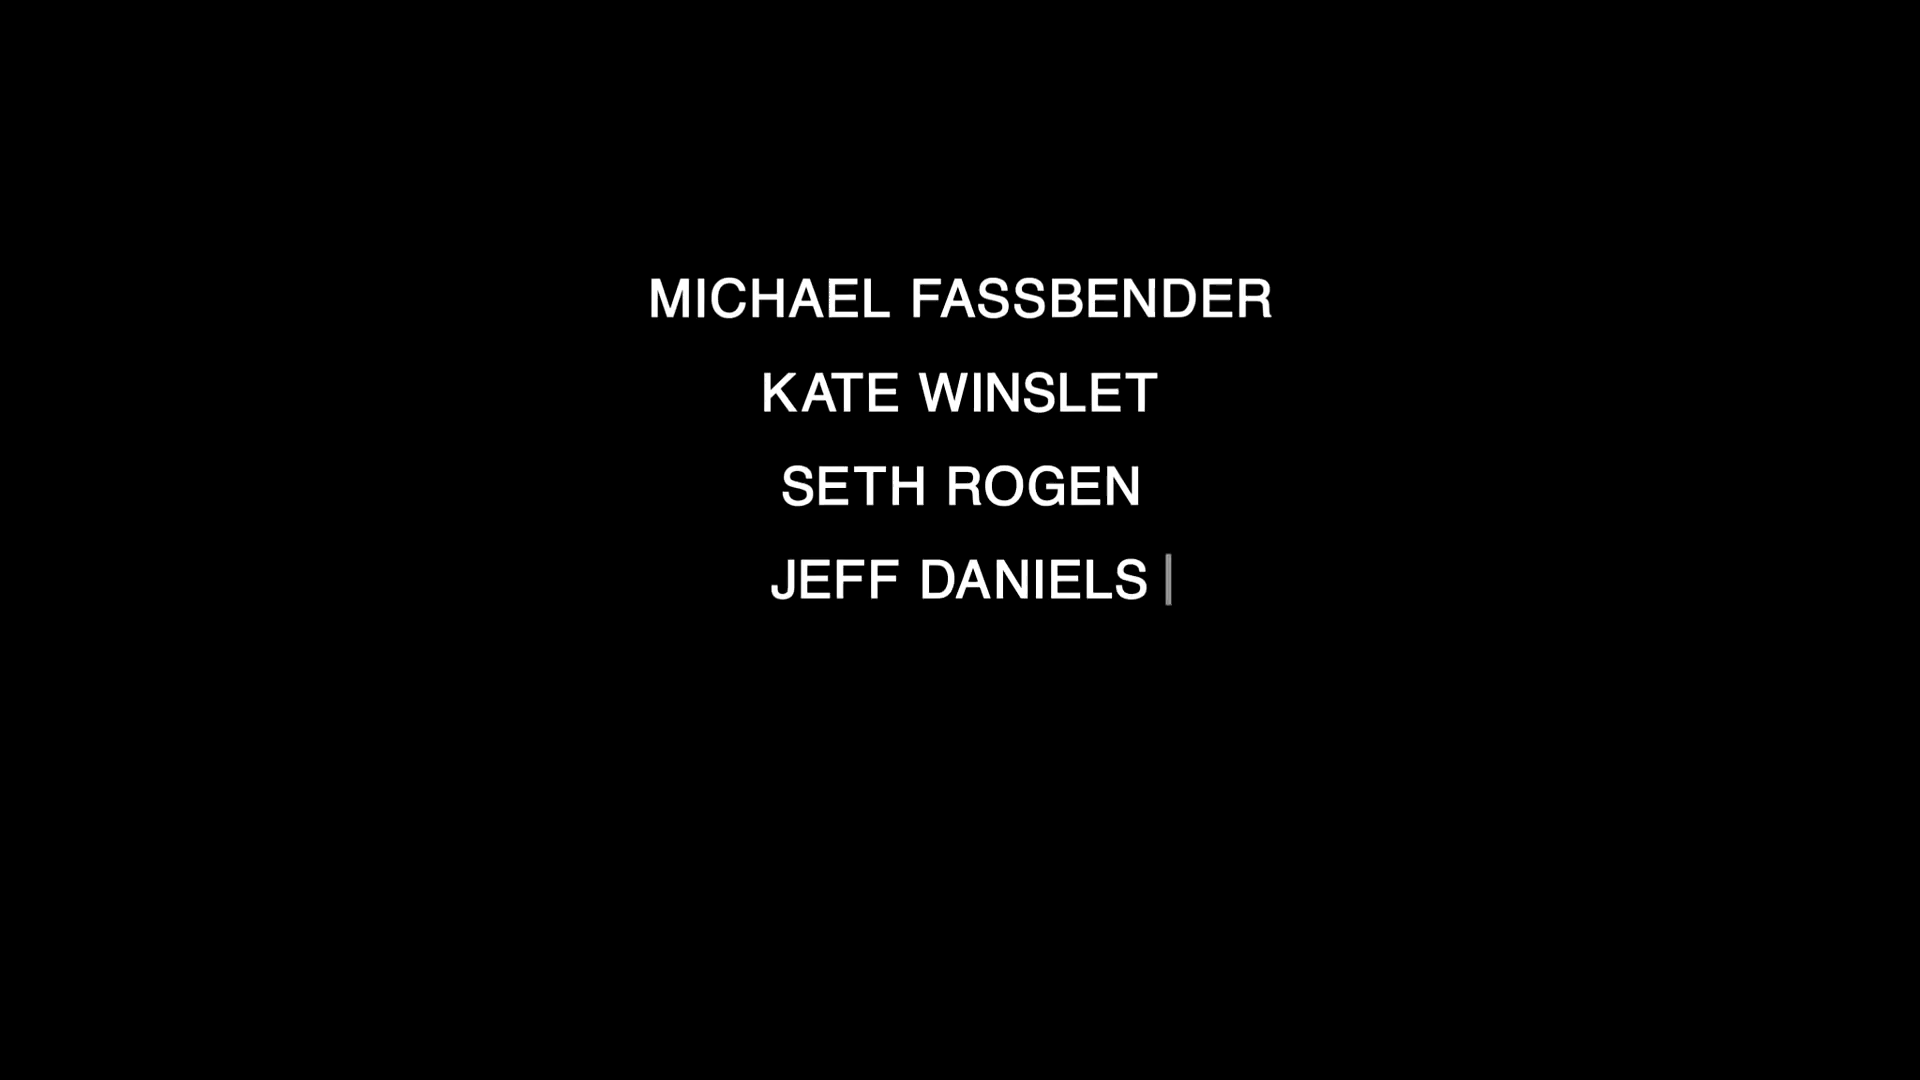 MICHAEL FASSBENDER
KATE WINSLET
SETH ROGEN
JEFF DANIELS